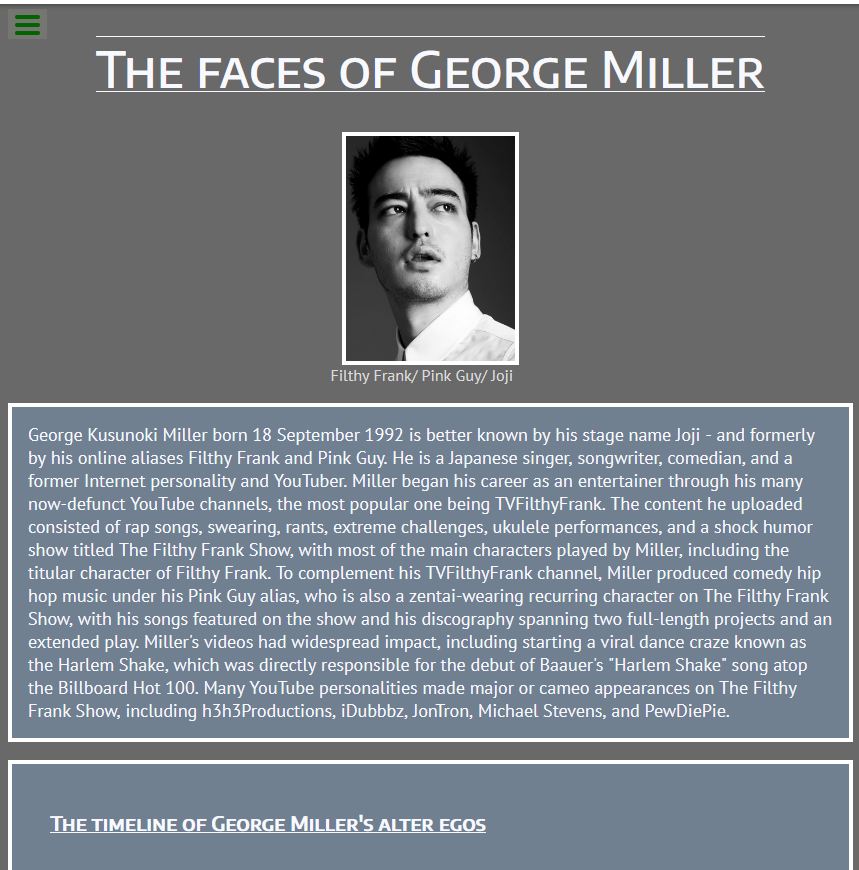 The faces of George Miller
Filthy Frank/ Pink Guy/ Joji
George Kusunoki Miller born 18 September 1992 is better known by his stage name Joji - and formerly
by his online aliases Filthy Frank and Pink Guy. He is a Japanese singer, songwriter, comedian, and a
former Internet personality and YouTuber. Miller began his career as an entertainer through his many
now-defunct YouTube channels, the most popular one being TVFilthyFrank. The content he uploaded
consisted of rap songs, swearing, rants, extreme challenges, ukulele performances, and a shock humor
show titled The Filthy Frank Show, with most of the main characters played by Miller, including the
titular character of Filthy Frank. To complement his TVFilthyFrank channel, Miller produced comedy hip
hop music under his Pink Guy alias, who is also a zentai-wearing recurring character on The Filthy Frank
Show, with his songs featured on the show and his discography spanning two full-length projects and an
extended play. Miller's videos had widespread impact, including starting a viral dance craze known as
the Harlem Shake, which was directly responsible for the debut of Baauer's "Harlem Shake" song atop
the Billboard Hot 100. Many YouTube personalities made major or cameo appearances on The Filthy
Frank Show, including h3h3Productions, iDubbbz, JonTron, Michael Stevens, and PewDiePie.
The timeline of George Miller's alter egos